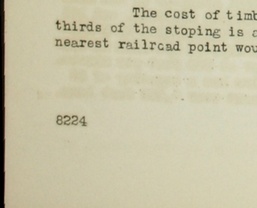 The cost of timb
thirds of the stoping is a
nearest railroad point wou
8224